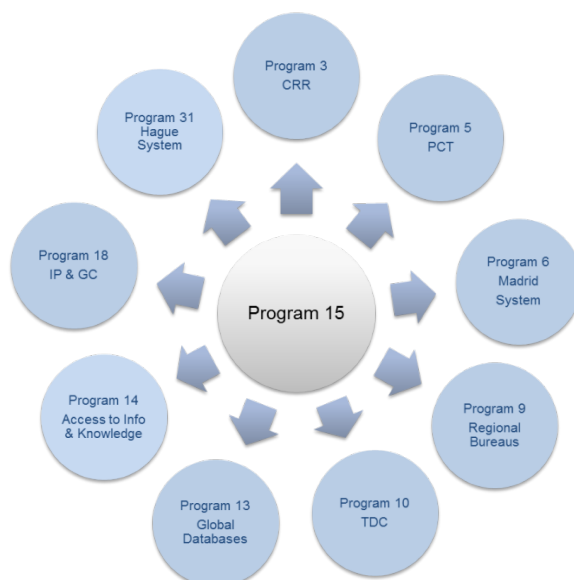 Program 3
CRR
Program 5
PCT
Program 31
Hague
System
Program 18
IP & GC
Program 6
Madrid
System
Program 15
Program 14
Access to Info
& Knowledge
Program 9
Regional
Bureaus
Program 13
Global
Databases
Program 10
TDC